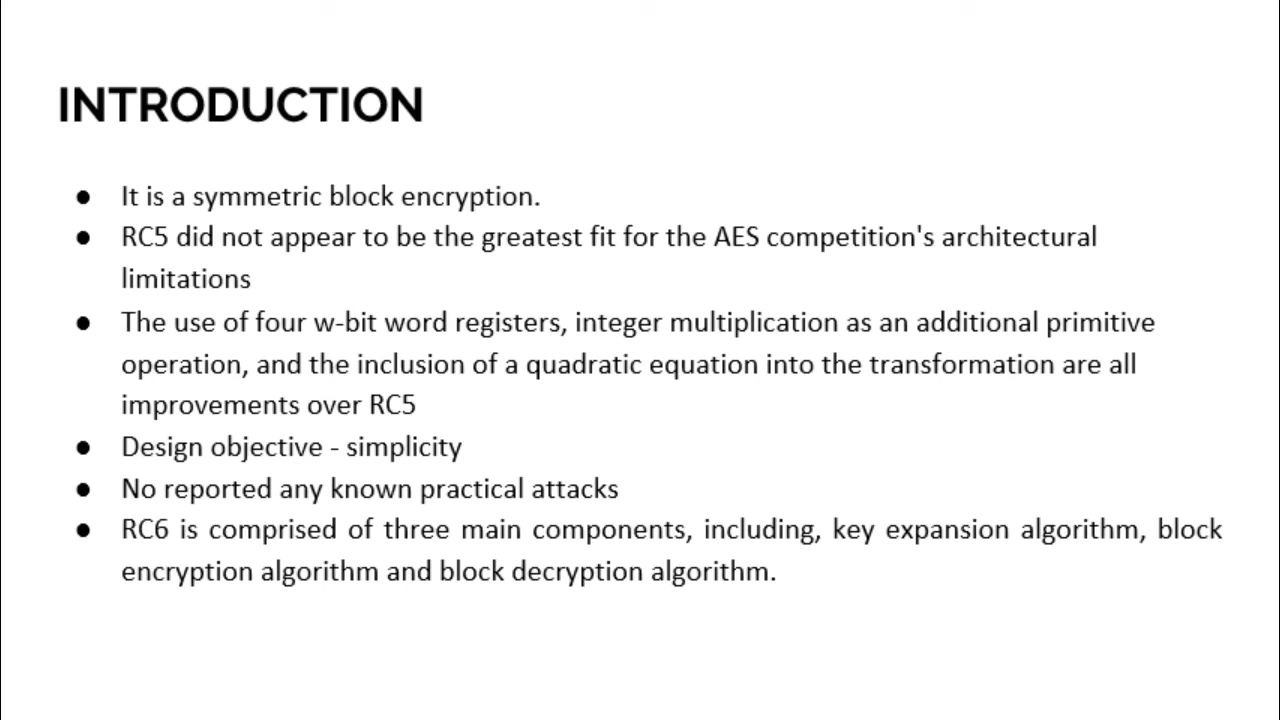 INTRODUCTION
● It is a symmetric block encryption.
● RC5 did not appear to be the greatest fit for the AES competition's architectural
limitations
● The use of four w-bit word registers, integer multiplication as an additional primitive
operation, and the inclusion of a quadratic equation into the transformation are all
improvements over RC5
● Design objective - simplicity
● No reported any known practical attacks
● RC6 is comprised of three main components, including, key expansion algorithm, block
encryption algorithm and block decryption algorithm.